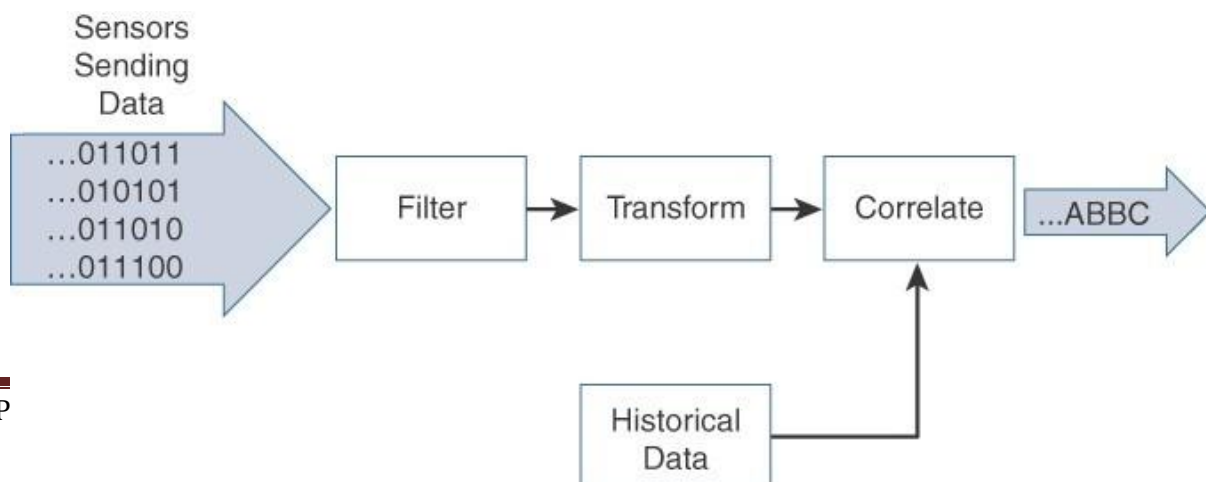 Sensors
Sending
Data
...011011
...010101
...011010
...011100
Filter
Transform
Correlate
...ABBC
Historical
Data
P